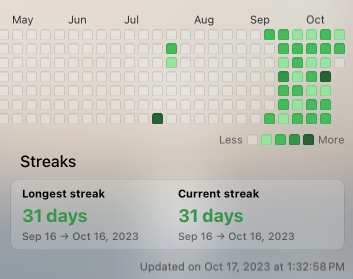 May Jun Jul Aug Sep Oct
Less More
Streaks
Longest streak Current streak
31 days 31 days
Sep 16 → Oct 16, 2023 Sep 16 → Oct 16, 2023
Updated on Oct 17, 2023 at 1:32:58 PM